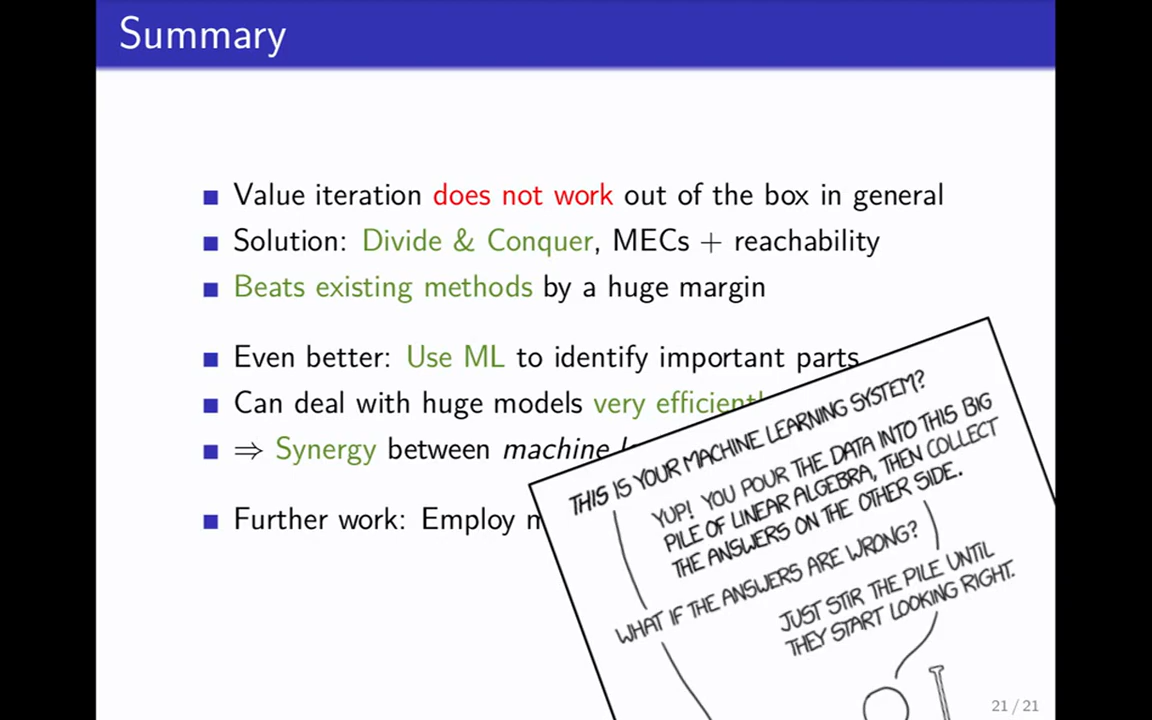 Summary
Value iteration does not work out of the box in general
Solution: Divide & Conquer, MECs + reachability
Beats existing methods by a huge margin
Even better: Use ML to identify important parts
Can deal with huge models very efficient
⇒ Synergy between machine
Further work: Employ
THIS IS YOUR MACHINE LEARNING SYSTEM?
YUP! YOU POUR THE DATA INTO THIS BIG
PILE OF LINEAR ALGEBRA, THEN COLLECT
THE ANSWERS ON THE OTHER SIDE.
WHAT IF THE ANSWERS ARE WRONG?
JUST STIR THE PILE UNTIL
THEY START LOOKING RIGHT.
21 / 21